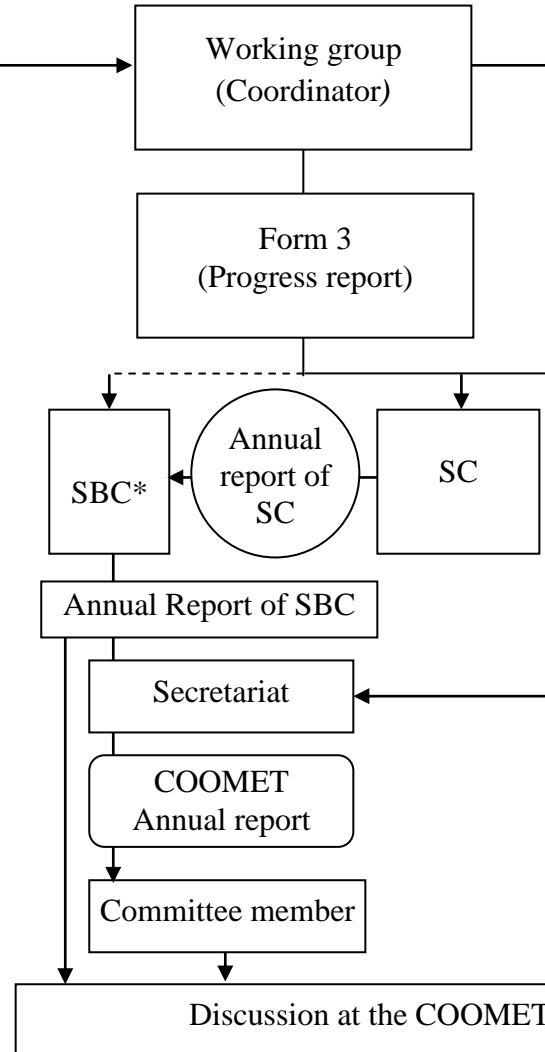 Working group
(Coordinator)
Form 3
(Progress report)
SBC*
Annual
report of
SC
SC
Annual Report of SBC
Secretariat
COOMET
Annual report
Committee member
Discussion at the COOMET